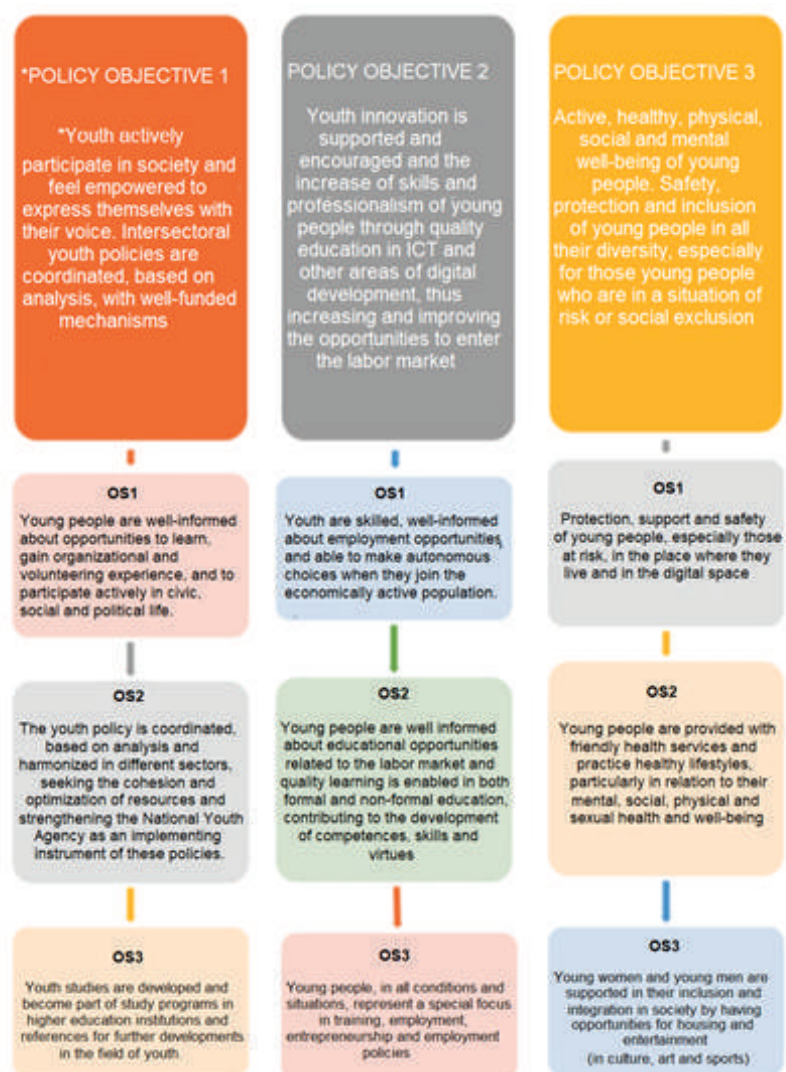 *POLICY OBJECTIVE 1
*Youth actively
participate in society and
feel empowered to
express themselves with
their voice. Intersectoral
youth policies are
coordinated, based on
analysis, with well-funded
mechanisms
OS1
Young people are well-informed
about opportunities to learn,
gain organizational and
volunteering experience, and to
participate actively in civic,
social and political life.
OS2
The youth policy is coordinated,
based on analysis and
harmonized in different sectors,
seeking the cohesion and
optimization of resources and
strengthening the National Youth
Agency as an implementing
instrument of these policies.
OS3
Youth studies are developed and
become part of study programs in
higher education institutions and
references for further developments
in the field of youth
POLICY OBJECTIVE 2
Youth innovation is
supported and
encouraged and the
increase of skills and
professionalism of young
people through quality
education in ICT and
other areas of digital
development, thus
increasing and improving
the opportunities to enter
the labor market
OS1
Youth are skilled, well-informed
about employment opportunities,
and able to make autonomous
choices when they join the
economically active population.
OS2
Young people are well informed
about educational opportunities
related to the labor market and
quality learning is enabled in both
formal and non-formal education,
contributing to the development
of competences, skills and
virtues
OS3
Young people, in all conditions and
situations, represent a special focus
in training, employment,
entrepreneurship and employment
policies
POLICY OBJECTIVE 3
Active, healthy, physical,
social and mental
well-being of young
people. Safety,
protection and inclusion
of young people in all
their diversity, especially
for those young people
who are in a situation of
risk or social exclusion
OS1
Protection, support and safety
of young people, especially those
at risk, in the place where they
live and in the digital space
OS2
Young people are provided with
friendly health services and
practice healthy lifestyles,
particularly in relation to their
mental, social, physical and
sexual health and well-being
OS3
Young women and young men are
supported in their inclusion and
integration in society by having
opportunities for housing and
entertainment
(in culture, art and sports)